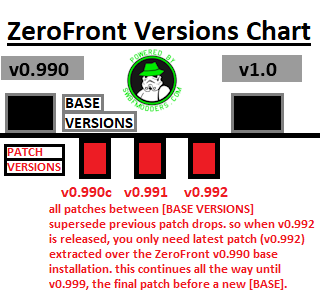 ZeroFront Versions Chart
POWERED BY
SWBFMODDERS.COM
v0.990
v1.0
BASE
VERSIONS
PATCH
VERSIONS
v0.990c v0.991 v0.992
all patches between [BASE VERSIONS]
supersede previous patch drops. so when v0.992
is released, you only need latest patch (v0.992)
extracted over the ZeroFront v0.990 base
installation. this continues all the way until
v0.999, the final patch before a new [BASE].